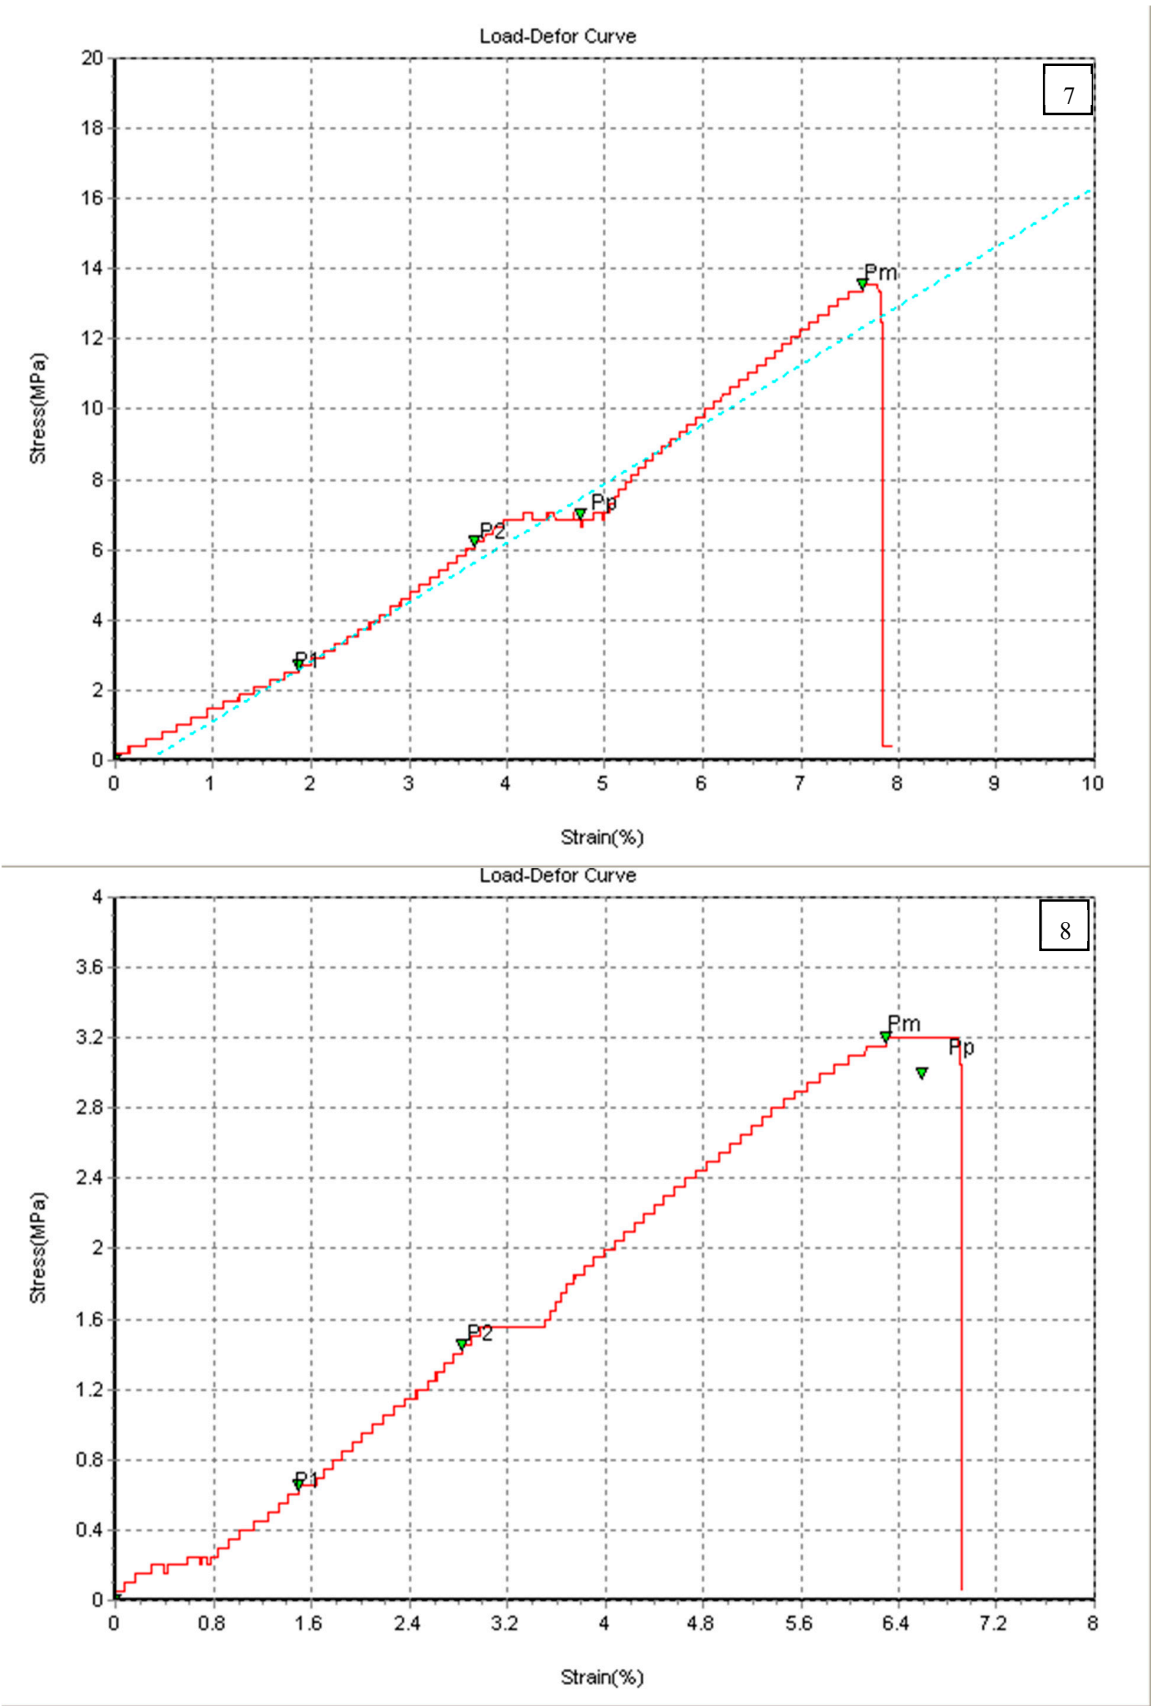 Load-Defor Curve
7
20
18
16
14
12
10
8
6
4
2
0
Stress(MPa)
Pm
Pp
P2
P1
0 1 2 3 4 5 6 7 8 9 10
Strain(%)
Load-Defor Curve
8
4
3.6
3.2
2.8
2.4
2
1.6
1.2
0.8
0.4
0
Stress(MPa)
Pm
Pp
P2
P1
0 0.8 1.6 2.4 3.2 4 4.8 5.6 6.4 7.2 8
Strain(%)